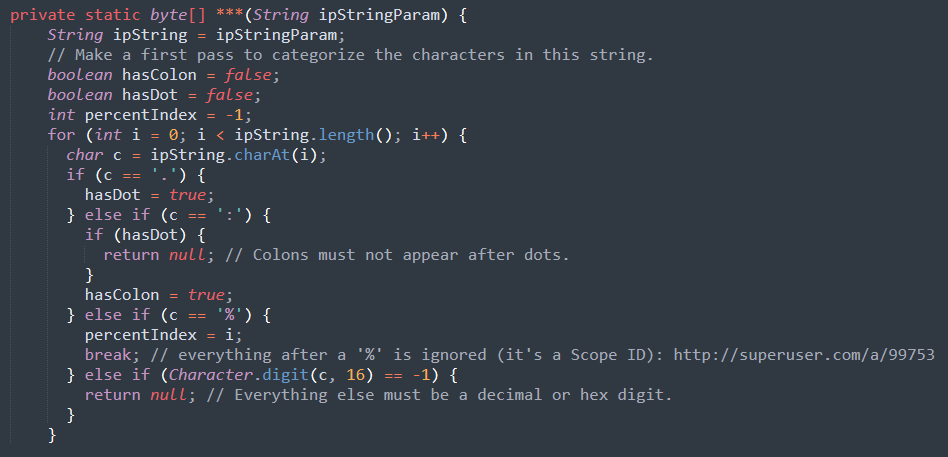 private static byte[] ***(String ipStringParam) {
String ipString = ipStringParam;
// Make a first pass to categorize the characters in this string.
boolean hasColon = false;
boolean hasDot = false;
int percentIndex = -1;
for (int i = 0; i < ipString.length(); i++) {
char c = ipString.charAt(i);
if (c == '.') {
hasDot = true;
} else if (c == ':') {
if (hasDot) {
return null; // Colons must not appear after dots.
}
hasColon = true;
} else if (c == '%') {
percentIndex = i;
break; // everything after a '%' is ignored (it's a Scope ID): http://superuser.com/a/99753
} else if (Character.digit(c, 16) == -1) {
return null; // Everything else must be a decimal or hex digit.
}
}